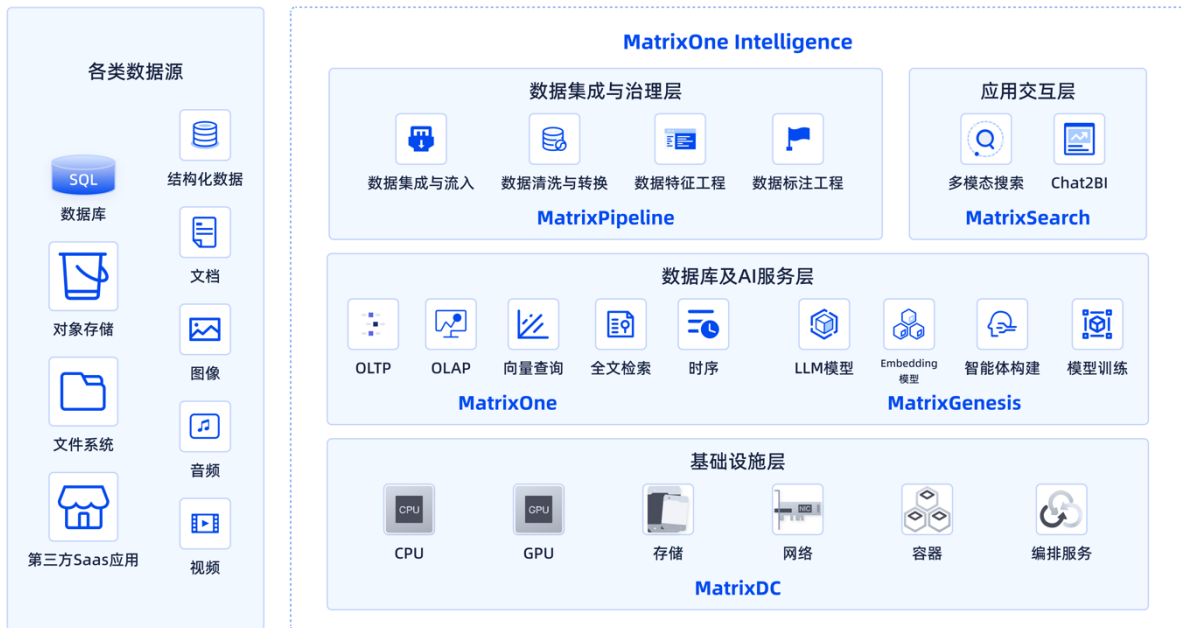 各类数据源
SQL
数据库
对象存储
文件系统
第三方Saas应用
结构化数据
文档
图像
音频
视频
MatrixOne Intelligence
数据集成与治理层
数据集成与流入
数据清洗与转换
数据特征工程
数据标注工程
MatrixPipeline
应用交互层
多模态搜索
Chat2BI
MatrixSearch
数据库及AI服务层
OLTP
OLAP
向量查询
全文检索
时序
MatrixOne
LLM模型
Embedding
模型
智能体构建
模型训练
MatrixGenesis
基础设施层
CPU
CPU
GPU
GPU
存储
NIC
网络
容器
编排服务
MatrixDC